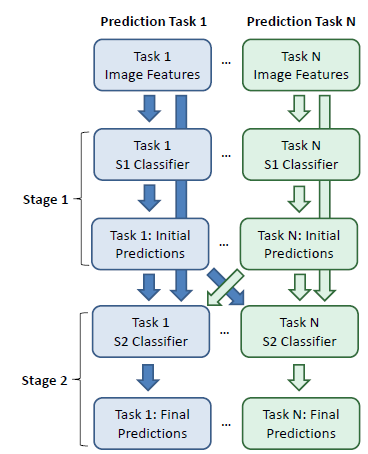 Prediction Task 1
Prediction Task N
Task 1
Image Features
...
Task N
Image Features
Task 1
S1 Classifier
...
Task N
S1 Classifier
Stage 1
Task 1: Initial
Predictions
...
Task N: Initial
Predictions
Task 1
S2 Classifier
...
Task N
S2 Classifier
Stage 2
Task 1: Final
Predictions
...
Task N: Final
Predictions